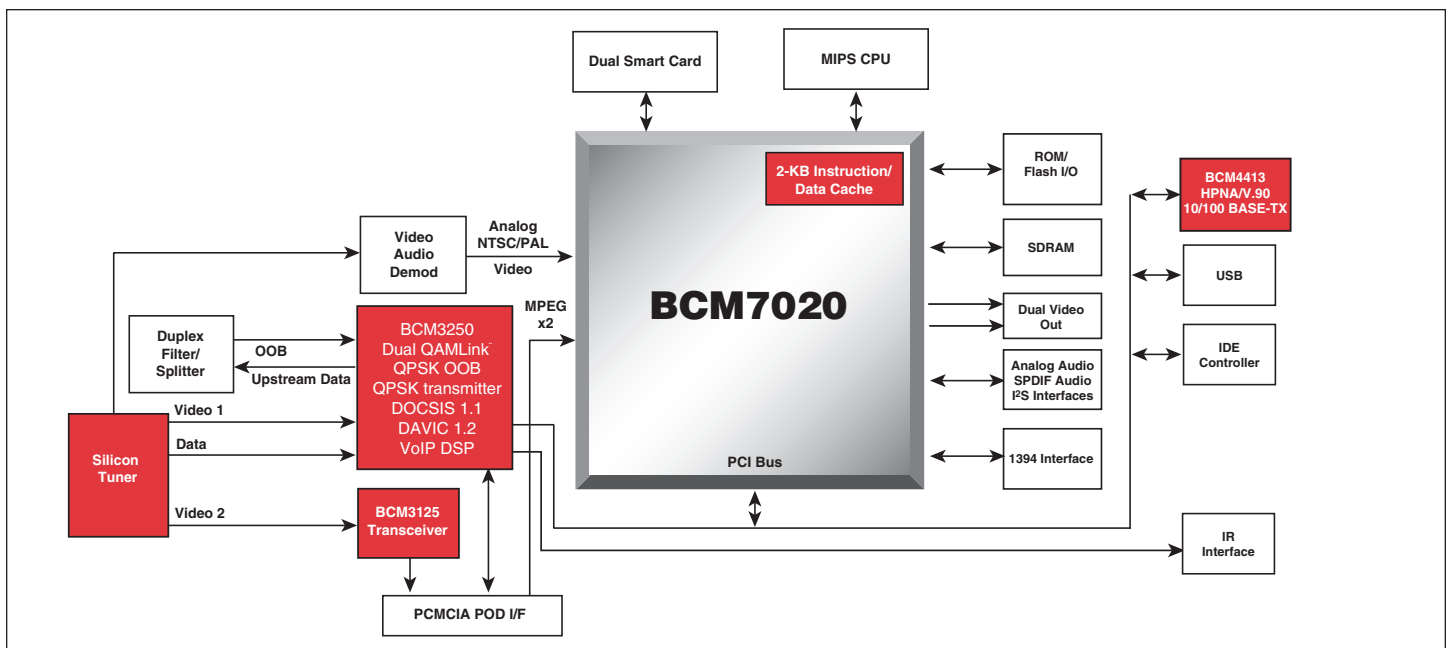 Dual Smart Card
MIPS CPU
2-KB Instruction/
Data Cache
ROM/
Flash I/O
BCM4413
HPNA/V.90
10/100 BASE-TX
Video
Audio
Demod
Analog
NTSC/PAL
Video
SDRAM
USB
BCM7020
MPEG
x2
Dual Video
Out
Duplex
Filter/
Splitter
OOB
Upstream Data
BCM3250
Dual QAMLink
QPSK OOB
QPSK transmitter
DOCSIS 1.1
DAVIC 1.2
VoIP DSP
IDE
Controller
Analog Audio
SPDIF Audio
I²S Interfaces
Video 1
Data
Silicon
Tuner
PCI Bus
1394 Interface
Video 2
BCM3125
Transceiver
IR
Interface
PCMCIA POD I/F